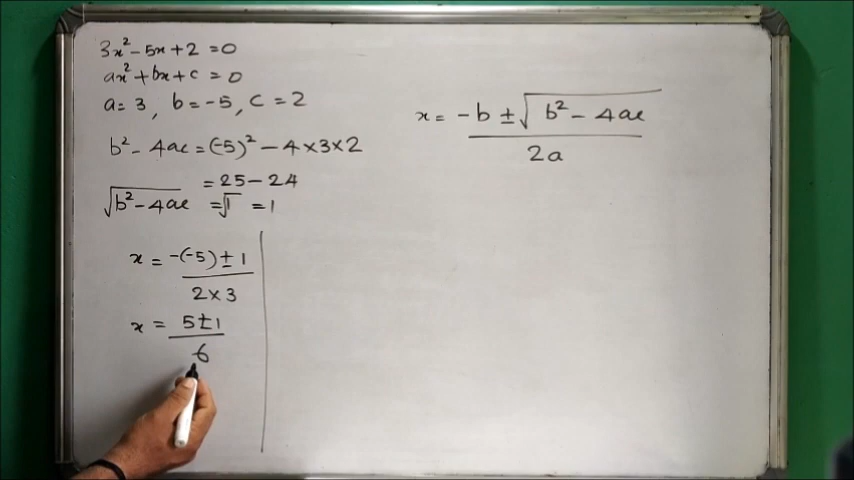 3x² - 5x + 2 = 0
ax² + bx + c = 0
a = 3, b = -5, c = 2
b² - 4ac = (-5)² - 4×3×2
= 25 - 24
√b² - 4ac = √1 = 1
x = -(-5) ± 1
2×3
x = 5±1
6
x = -b ± √b² - 4ac
2a